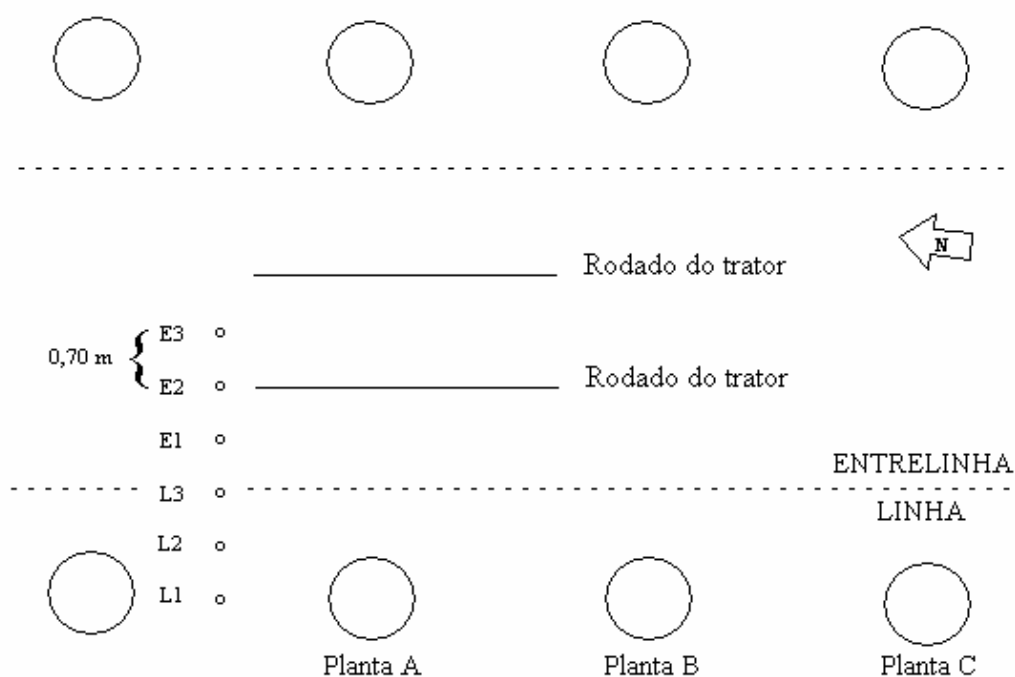 N
Rodado do trator
E3
0,70 m
E2
Rodado do trator
E1
ENTRELINHA
L3
LINHA
L2
L1
Planta A
Planta B
Planta C